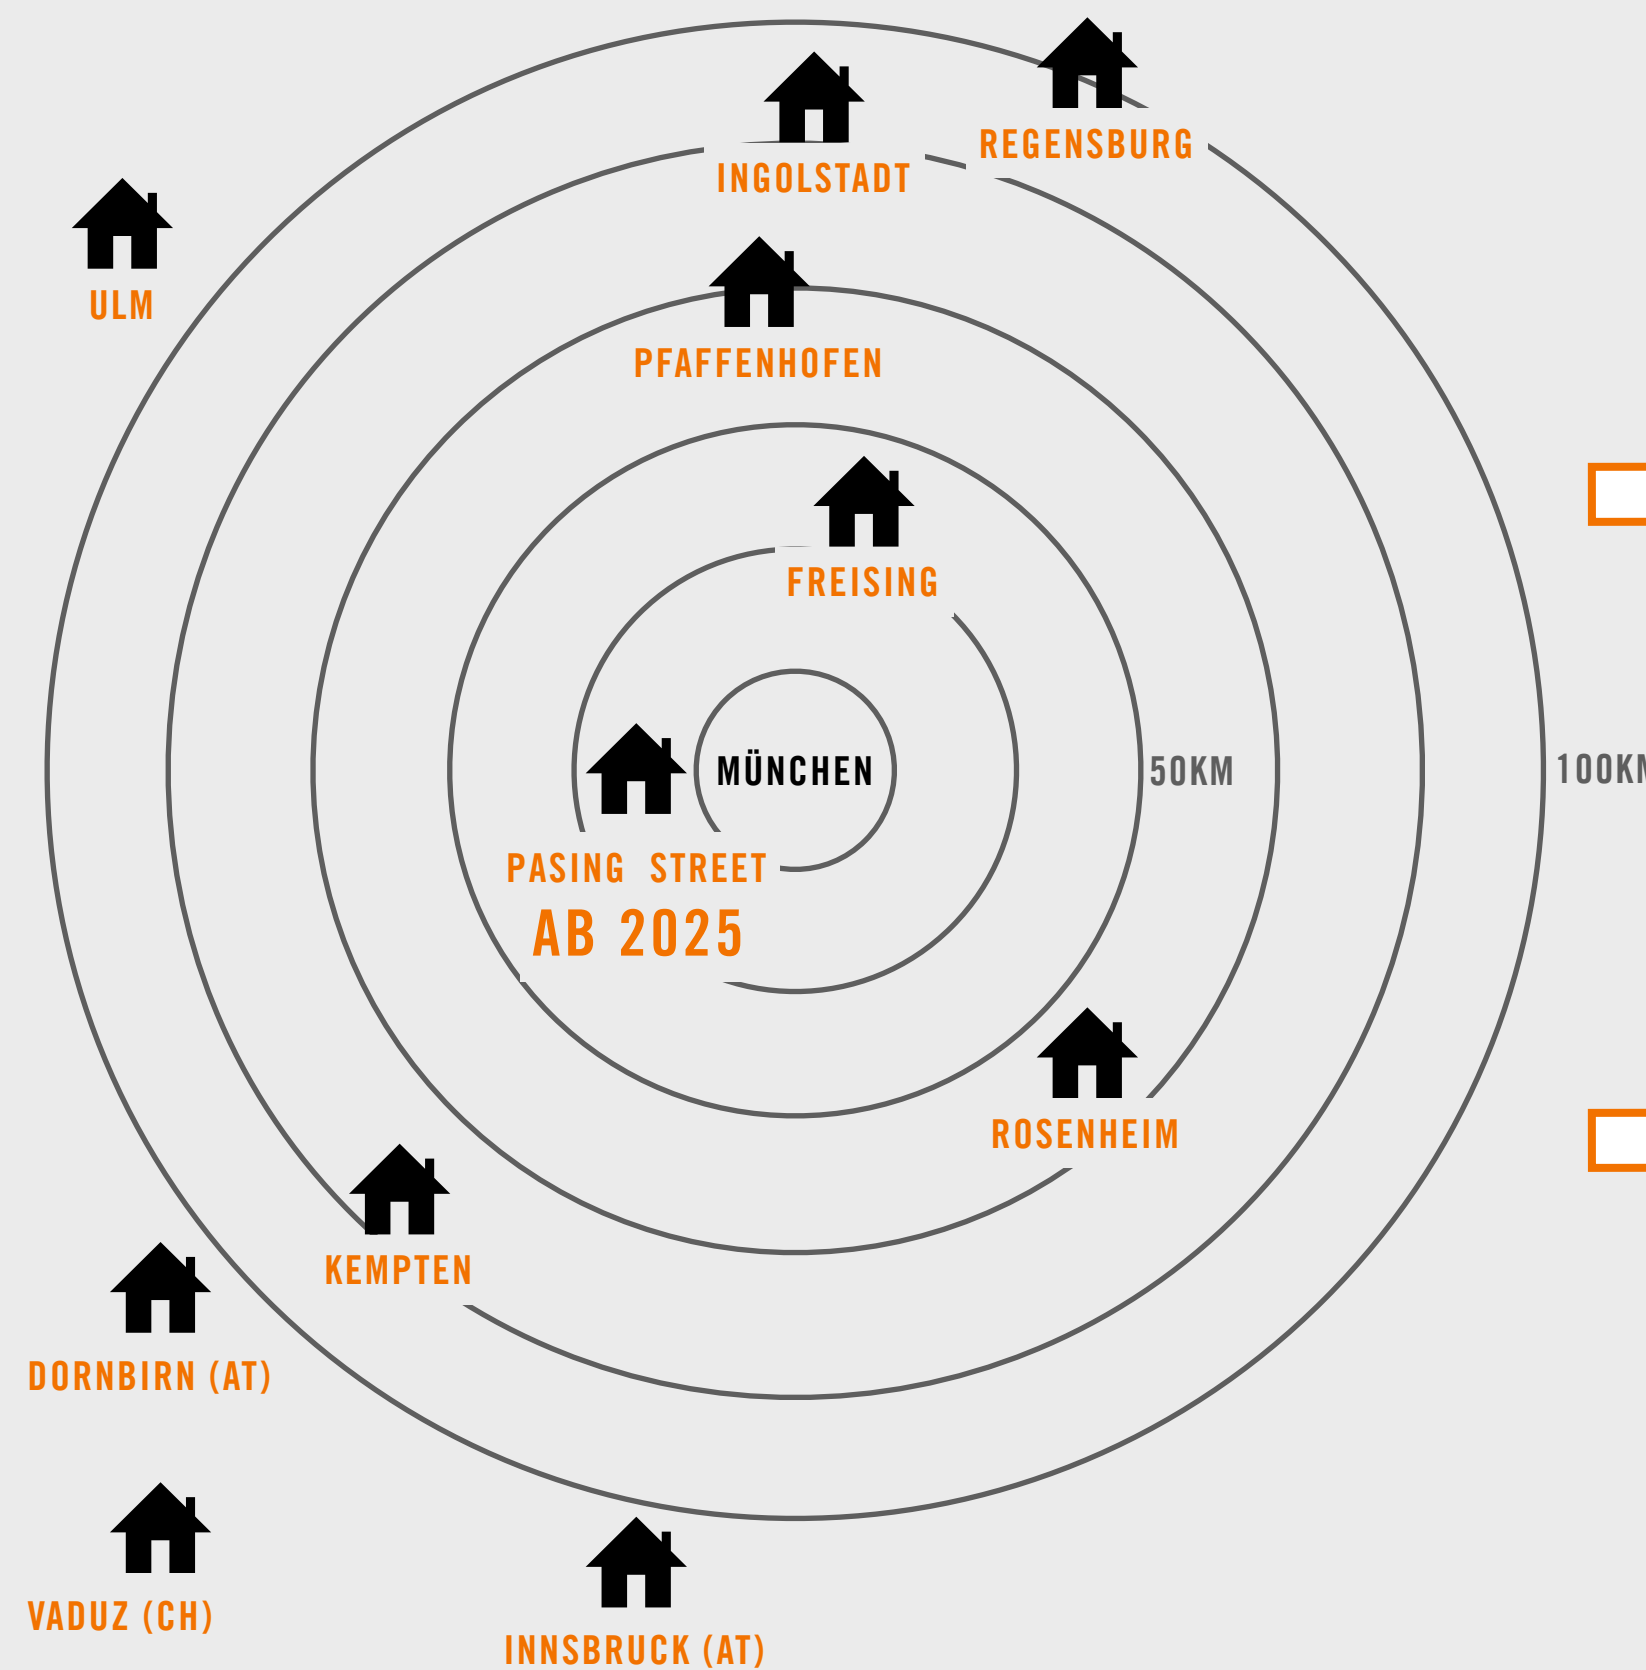 REGENSBURG
INGOLSTADT
ULM
PFAFFENHOFEN
FREISING
MÜNCHEN
50KM
100KM
PASING STREET
AB 2025
ROSENHEIM
KEMPTEN
DORNBIRN (AT)
VADUZ (CH)
INNSBRUCK (AT)